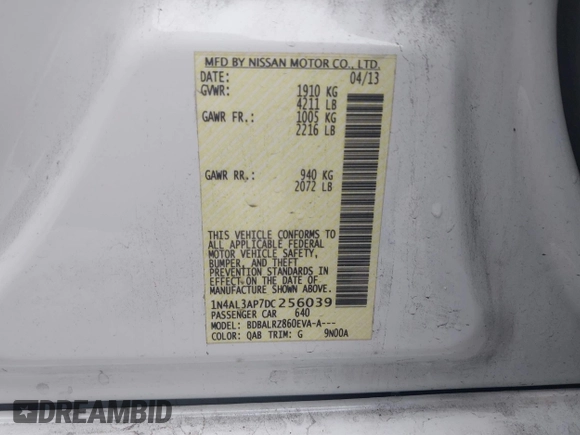 MFD BY NISSAN MOTOR CO., LTD.
DATE: 04/13
GVWR: 1910 KG
4211 LB
GAWR FR.: 1005 KG
2216 LB
GAWR RR.: 940 KG
2072 LB
THIS VEHICLE CONFORMS TO
ALL APPLICABLE FEDERAL
MOTOR VEHICLE SAFETY,
BUMPER, AND THEFT
PREVENTION STANDARDS IN
EFFECT ON THE DATE OF
MANUFACTURE SHOWN ABOVE.
1N4AL3AP7DC256039
PASSENGER CAR 640
MODEL: BDBALRZ860EVA-A---
COLOR: QAB TRIM: G 9N00A
DREAMBID